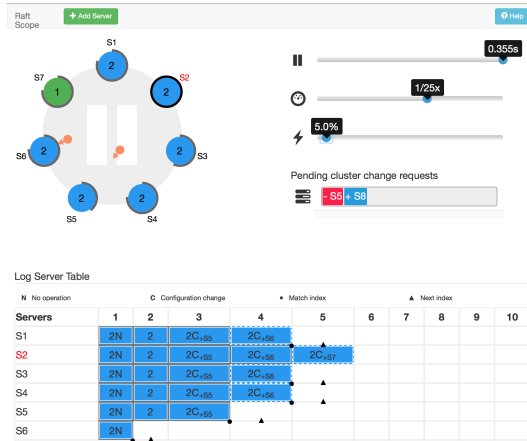 Raft Scope
+ Add Server
? Help
S1
2
S7
1
S2
2
S6
2
2
S3
S5
2
2
S4
0.355s
1/25x
5.0%
Pending cluster change requests
- S5 + S8
Log Server Table
N No operation C Configuration change • Match index ▲ Next index
Servers 1 2 3 4 5 6 7 8 9 10
S1 2N 2 2C+S5 2C+S6
S2 2N 2 2C+S5 2C+S6 2C+S7
S3 2N 2 2C+S5 2C+S6
S4 2N 2 2C+S5 2C+S6
S5 2N 2 2C+S5
S6 2N